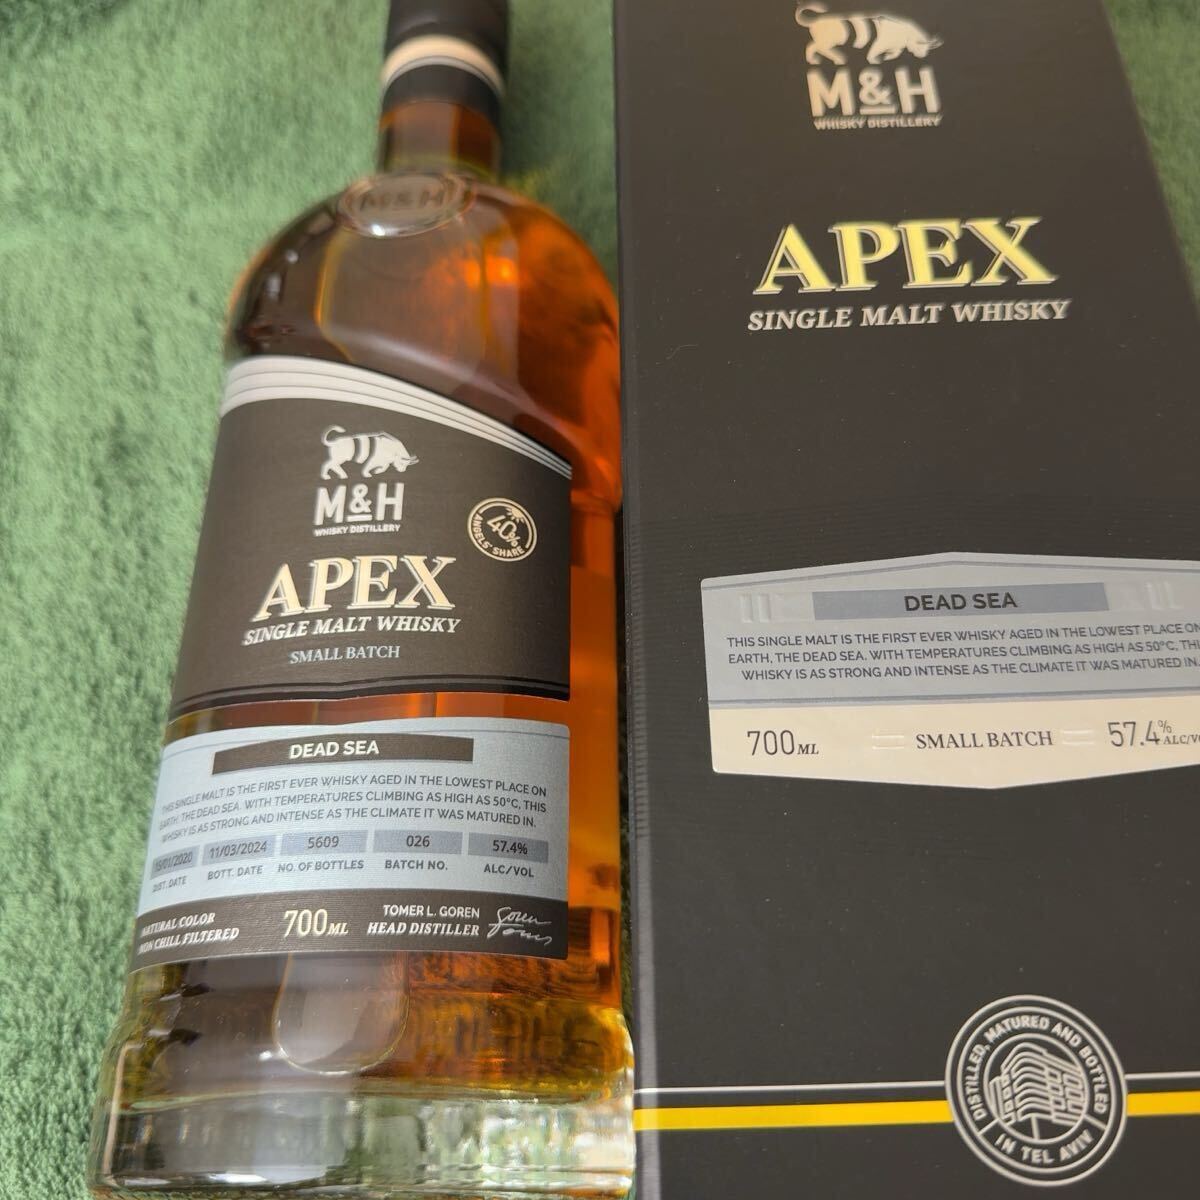 M&H
M&H
WHISKY DISTILLERY
40%
ANGELS' SHARE
APEX
SINGLE MALT WHISKY
SMALL BATCH
DEAD SEA
THIS SINGLE MALT IS THE FIRST EVER WHISKY AGED IN THE LOWEST PLACE ON
EARTH, THE DEAD SEA. WITH TEMPERATURES CLIMBING AS HIGH AS 50°C, THIS
WHISKY IS AS STRONG AND INTENSE AS THE CLIMATE IT WAS MATURED IN.
15/01/2020 11/03/2024 5609 026 57.4%
DIST. DATE BOTT. DATE NO. OF BOTTLES BATCH NO. ALC/VOL
NATURAL COLOR
NON CHILL FILTERED
700ML
TOMER L. GOREN
HEAD DISTILLER
M&H
WHISKY DISTILLERY
APEX
SINGLE MALT WHISKY
DEAD SEA
THIS SINGLE MALT IS THE FIRST EVER WHISKY AGED IN THE LOWEST PLACE ON
EARTH, THE DEAD SEA. WITH TEMPERATURES CLIMBING AS HIGH AS 50°C, THI
WHISKY IS AS STRONG AND INTENSE AS THE CLIMATE IT WAS MATURED IN.
700ML SMALL BATCH 57.4% ALC/VO
DISTILLED, MATURED AND BOTTLED
IN TEL AVIV